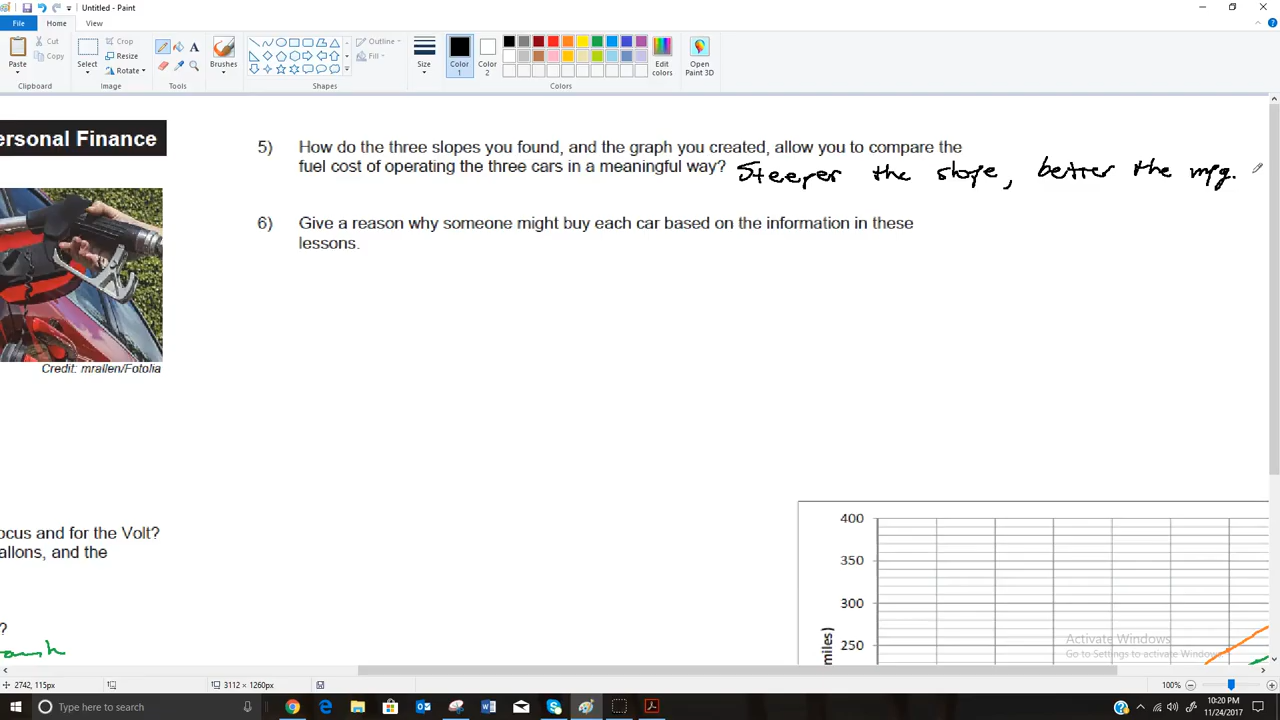 Untitled - Paint
File Home View
Paste
Cut
Copy
Clipboard
Select
Crop
Resize
Rotate
Image
Tools
Brushes
Shapes
Outline
Fill
Size
Color 1
Color 2
Edit colors
Open Paint 3D
Colors
ersonal Finance
5) How do the three slopes you found, and the graph you created, allow you to compare the
fuel cost of operating the three cars in a meaningful way? Steeper the slope, better the mpg.
6) Give a reason why someone might buy each car based on the information in these
lessons.
Credit: mrallen/Fotolia
ocus and for the Volt?
allons, and the
?
400
350
300
250
miles)
Activate Windows
Go to Settings to activate Windows.
2742, 115px
3112 × 1260px
100%
Type here to search
10:20 PM
11/24/2017